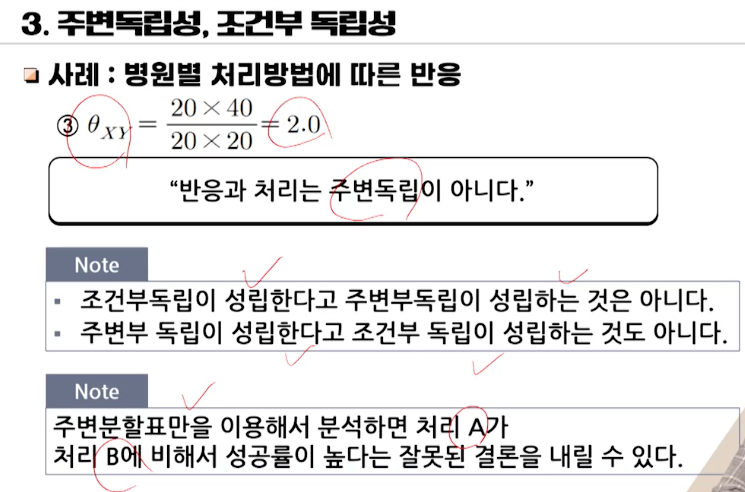 3. 주변독립성, 조건부 독립성
사례 : 병원별 처리방법에 따른 반응
③ θ_XY = (20×40)/(20×20) = 2.0
“반응과 처리는 주변독립이 아니다.”
Note
▪ 조건부독립이 성립한다고 주변부독립이 성립하는 것은 아니다.
▪ 주변부 독립이 성립한다고 조건부 독립이 성립하는 것도 아니다.
Note
주변분할표만을 이용해서 분석하면 처리 A가
처리 B에 비해서 성공률이 높다는 잘못된 결론을 내릴 수 있다.